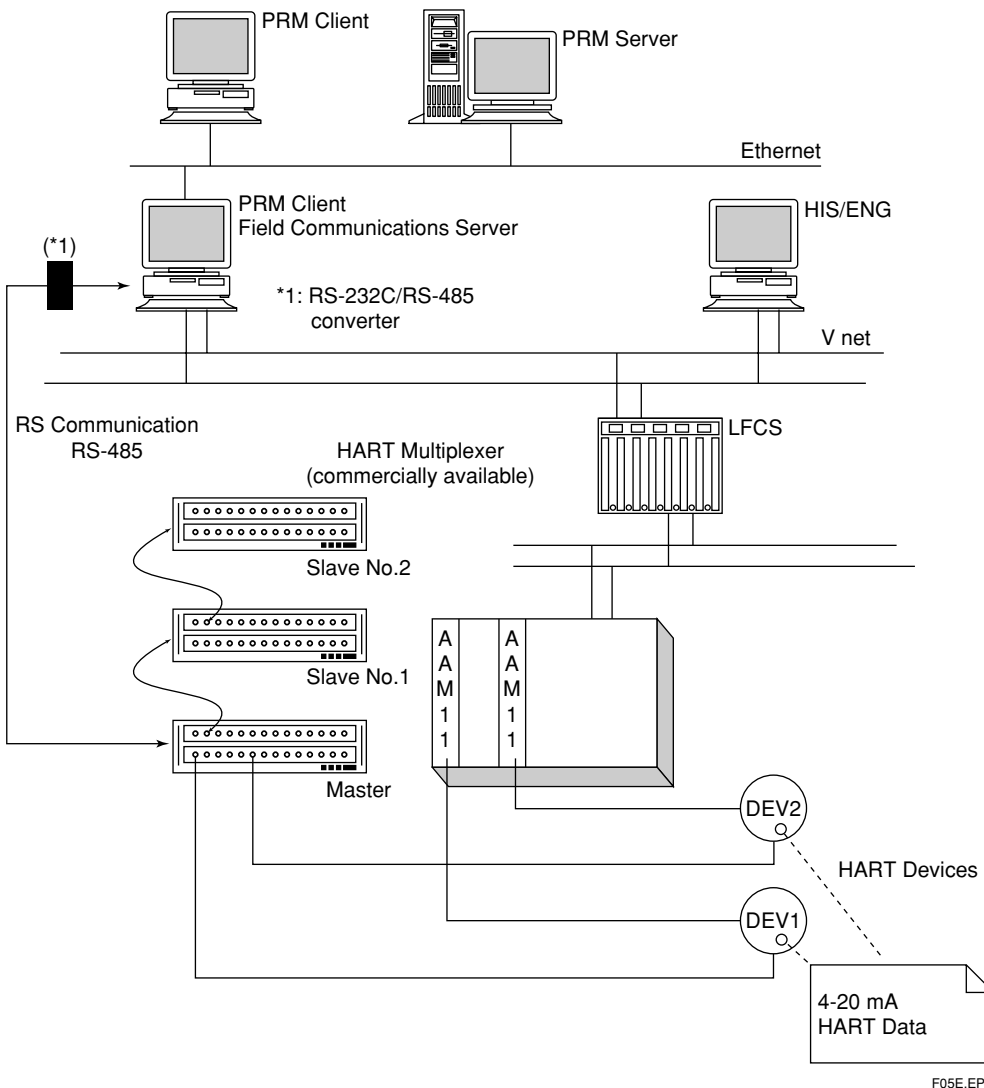 PRM Client
PRM Server
Ethernet
PRM Client
Field Communications Server
HIS/ENG
(*1)
*1: RS-232C/RS-485
converter
V net
RS Communication
RS-485
HART Multiplexer
(commercially available)
LFCS
Slave No.2
Slave No.1
Master
A
A
M
1
1
A
A
M
1
1
DEV2
HART Devices
DEV1
4-20 mA
HART Data
F05E.EP